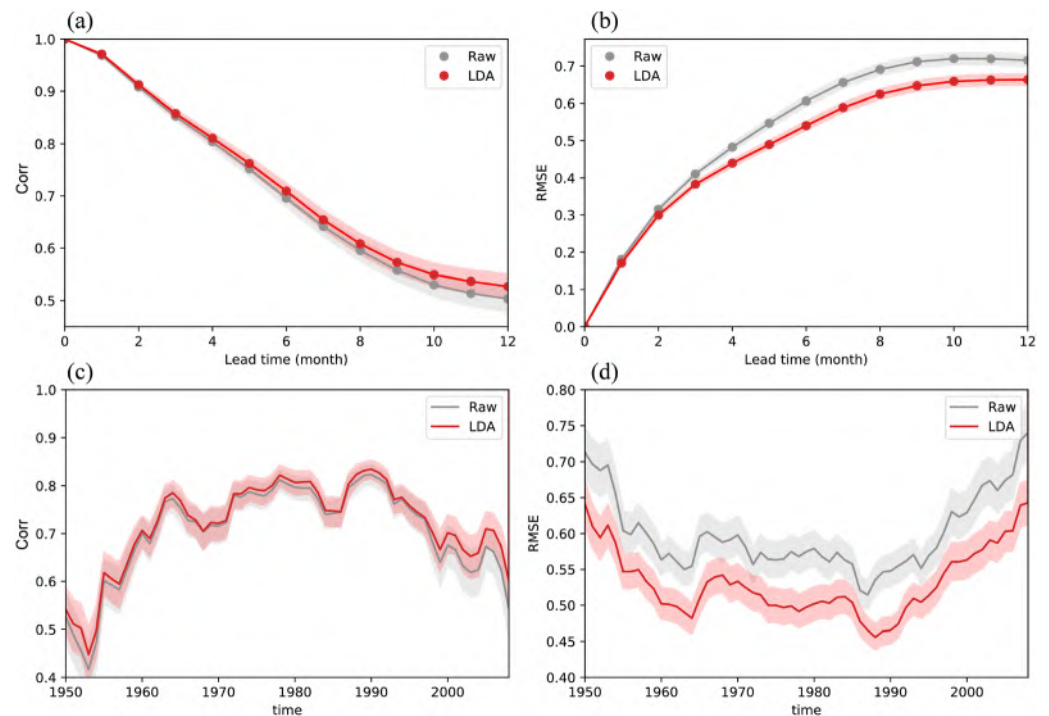 (a)
1.0
0.9
0.8
0.7
0.6
0.5
Corr
Raw
LDA
0 2 4 6 8 10 12
Lead time (month)
(b)
0.7
0.6
0.5
0.4
0.3
0.2
0.1
0.0
RMSE
Raw
LDA
0 2 4 6 8 10 12
Lead time (month)
(c)
1.0
0.9
0.8
0.7
0.6
0.5
0.4
Corr
Raw
LDA
1950 1960 1970 1980 1990 2000
time
(d)
0.80
0.75
0.70
0.65
0.60
0.55
0.50
0.45
0.40
RMSE
Raw
LDA
1950 1960 1970 1980 1990 2000
time